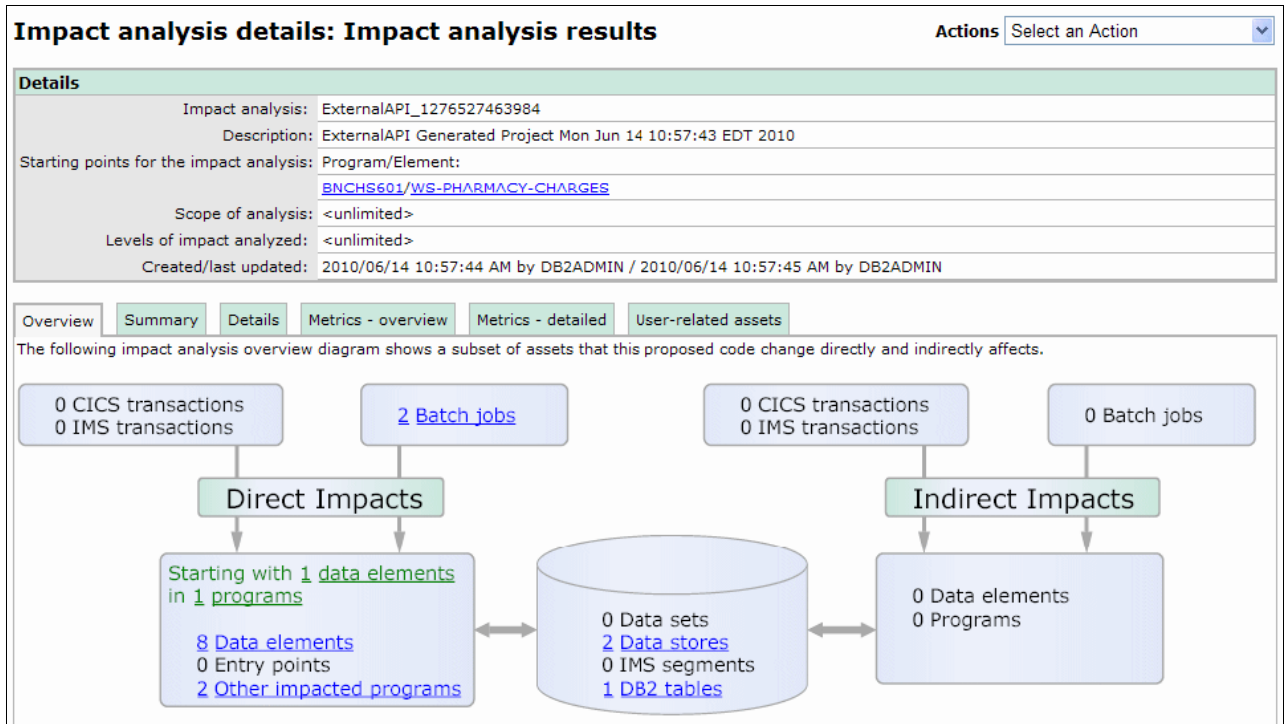 Impact analysis details: Impact analysis results
Actions Select an Action
Details
Impact analysis: ExternalAPI_1276527463984
Description: ExternalAPI Generated Project Mon Jun 14 10:57:43 EDT 2010
Starting points for the impact analysis: Program/Element:
BNCHS601/WS-PHARMACY-CHARGES
Scope of analysis: <unlimited>
Levels of impact analyzed: <unlimited>
Created/last updated: 2010/06/14 10:57:44 AM by DB2ADMIN / 2010/06/14 10:57:45 AM by DB2ADMIN
Overview Summary Details Metrics - overview Metrics - detailed User-related assets
The following impact analysis overview diagram shows a subset of assets that this proposed code change directly and indirectly affects.
0 CICS transactions
0 IMS transactions
2 Batch jobs
0 CICS transactions
0 IMS transactions
0 Batch jobs
Direct Impacts
Indirect Impacts
Starting with 1 data elements
in 1 programs
8 Data elements
0 Entry points
2 Other impacted programs
0 Data sets
2 Data stores
0 IMS segments
1 DB2 tables
0 Data elements
0 Programs